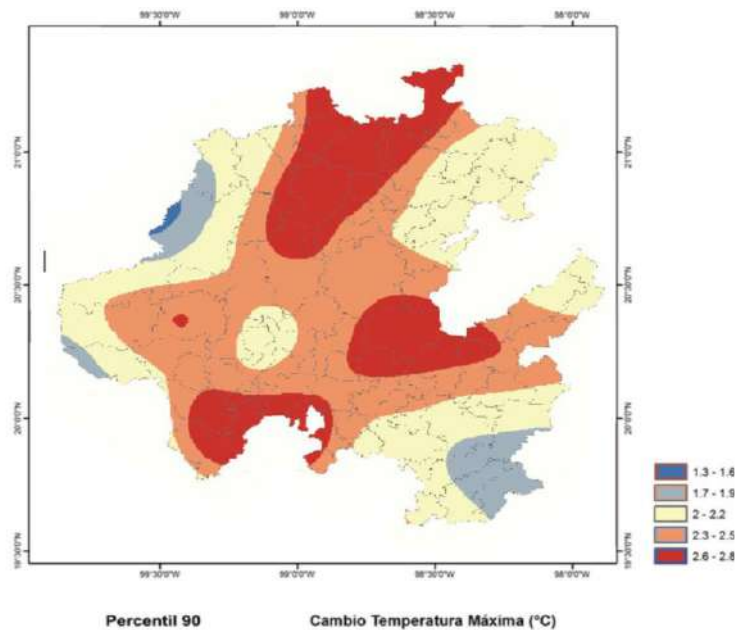 99°30'0"W 99°0'0"W 98°30'0"W 98°0'0"W
21°0'0"N 21°0'0"N
20°30'0"N 20°30'0"N
20°0'0"N 20°0'0"N
19°30'0"N 19°30'0"N
1.3 - 1.6
1.7 - 1.9
2 - 2.2
2.3 - 2.5
2.6 - 2.8
99°30'0"W 99°0'0"W 98°30'0"W 98°0'0"W
Percentil 90 Cambio Temperatura Máxima (°C)